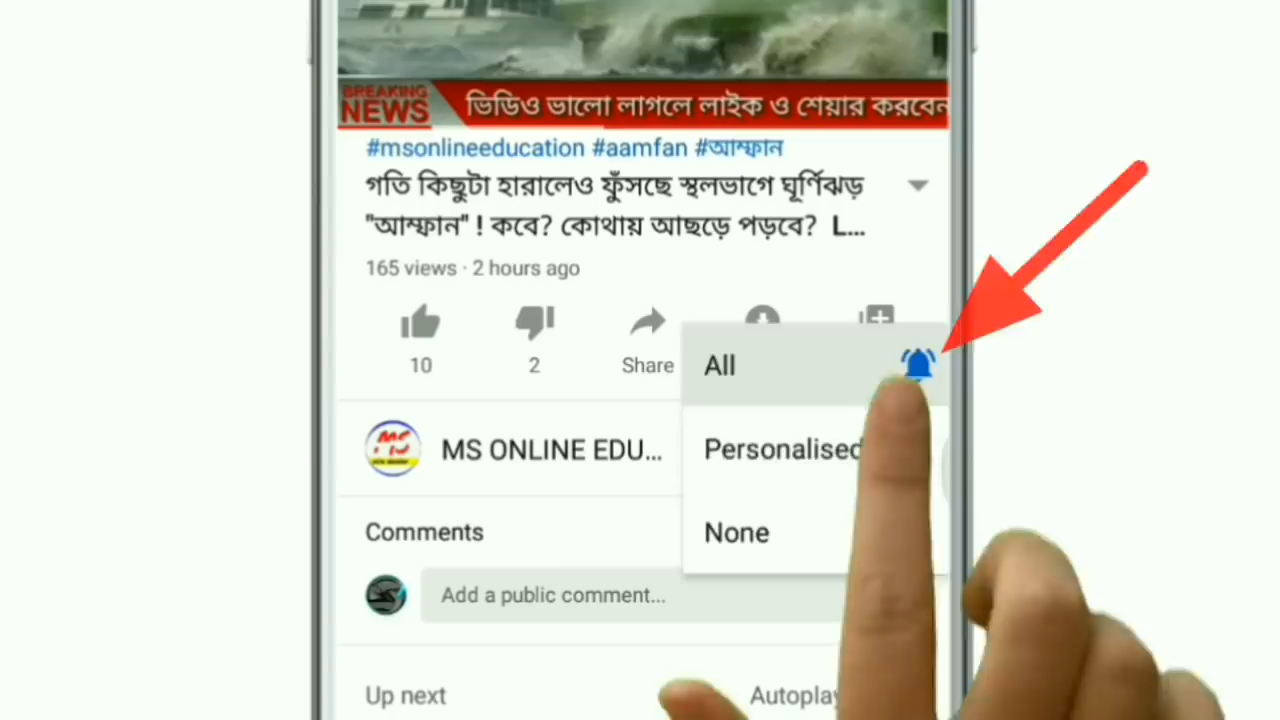 BREAKING
NEWS
ভিডিও ভালো লাগলে লাইক ও শেয়ার করবেন
#msonlineeducation #aamfan #আম্ফান
গতি কিছুটা হারালেও ফুঁসছে স্থলভাগে ঘূর্ণিঝড়
"আম্ফান" ! কবে? কোথায় আছড়ে পড়বে? L...
165 views · 2 hours ago
10
2
Share
All
MS
MS ONLINE EDU...
Personalised
None
Comments
Add a public comment...
Up next
Autoplay